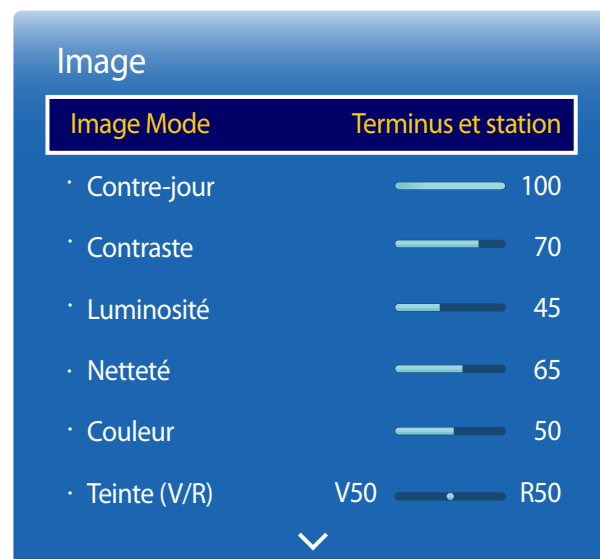 Image
Image Mode Terminus et station
· Contre-jour 100
· Contraste 70
· Luminosité 45
· Netteté 65
· Couleur 50
· Teinte (V/R) V50 R50